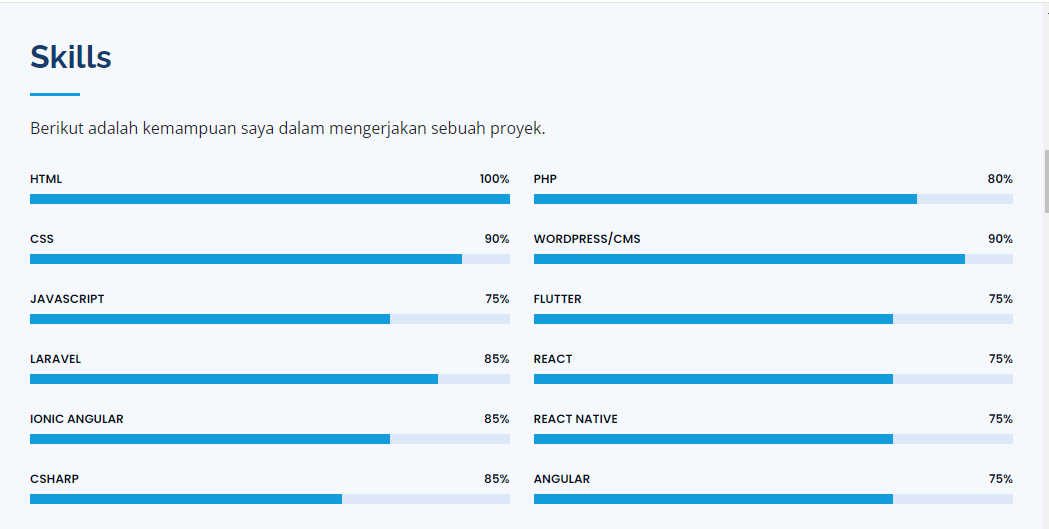 Skills
Berikut adalah kemampuan saya dalam mengerjakan sebuah proyek.
HTML 100%
PHP 80%
CSS 90%
WORDPRESS/CMS 90%
JAVASCRIPT 75%
FLUTTER 75%
LARAVEL 85%
REACT 75%
IONIC ANGULAR 85%
REACT NATIVE 75%
CSHARP 85%
ANGULAR 75%